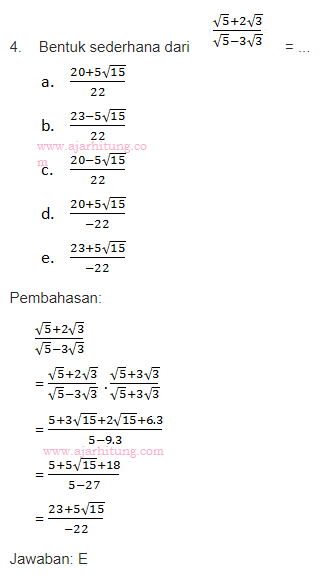 4. Bentuk sederhana dari (√5+2√3)/(√5−3√3) = ...
a. (20+5√15)/22
b. (23−5√15)/22
www.ajarhitung.com
c. (20−5√15)/22
d. (20+5√15)/−22
e. (23+5√15)/−22
Pembahasan:
(√5+2√3)/(√5−3√3)
= (√5+2√3)/(√5−3√3) . (√5+3√3)/(√5+3√3)
= (5+3√15+2√15+6.3)/(5−9.3)
www.ajarhitung.com
= (5+5√15+18)/(5−27)
= (23+5√15)/−22
Jawaban: E